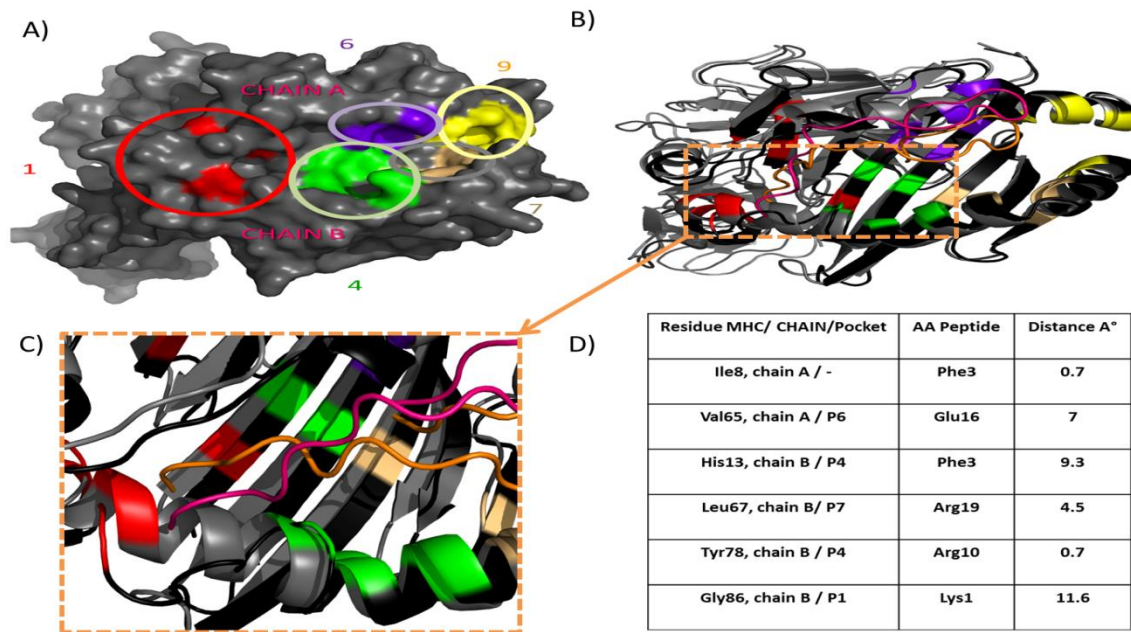 A)
6
9
B)
CHAIN A
1
CHAIN B
7
4
C)
D)
Residue MHC/ CHAIN/Pocket AA Peptide Distance A°
Ile8, chain A / - Phe3 0.7
Val65, chain A / P6 Glu16 7
His13, chain B / P4 Phe3 9.3
Leu67, chain B/ P7 Arg19 4.5
Tyr78, chain B / P4 Arg10 0.7
Gly86, chain B / P1 Lys1 11.6